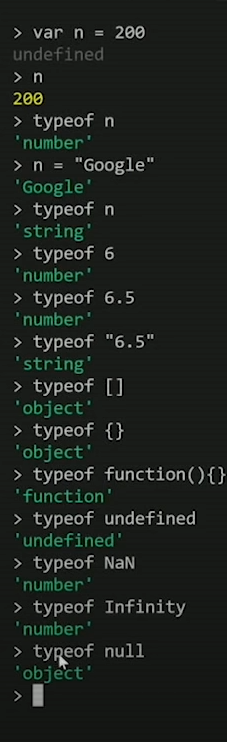 > var n = 200
undefined
> n
200
> typeof n
'number'
> n = "Google"
'Google'
> typeof n
'string'
> typeof 6
'number'
> typeof 6.5
'number'
> typeof "6.5"
'string'
> typeof []
'object'
> typeof {}
'object'
> typeof function(){}
'function'
> typeof undefined
'undefined'
> typeof NaN
'number'
> typeof Infinity
'number'
> typeof null
'object'
>